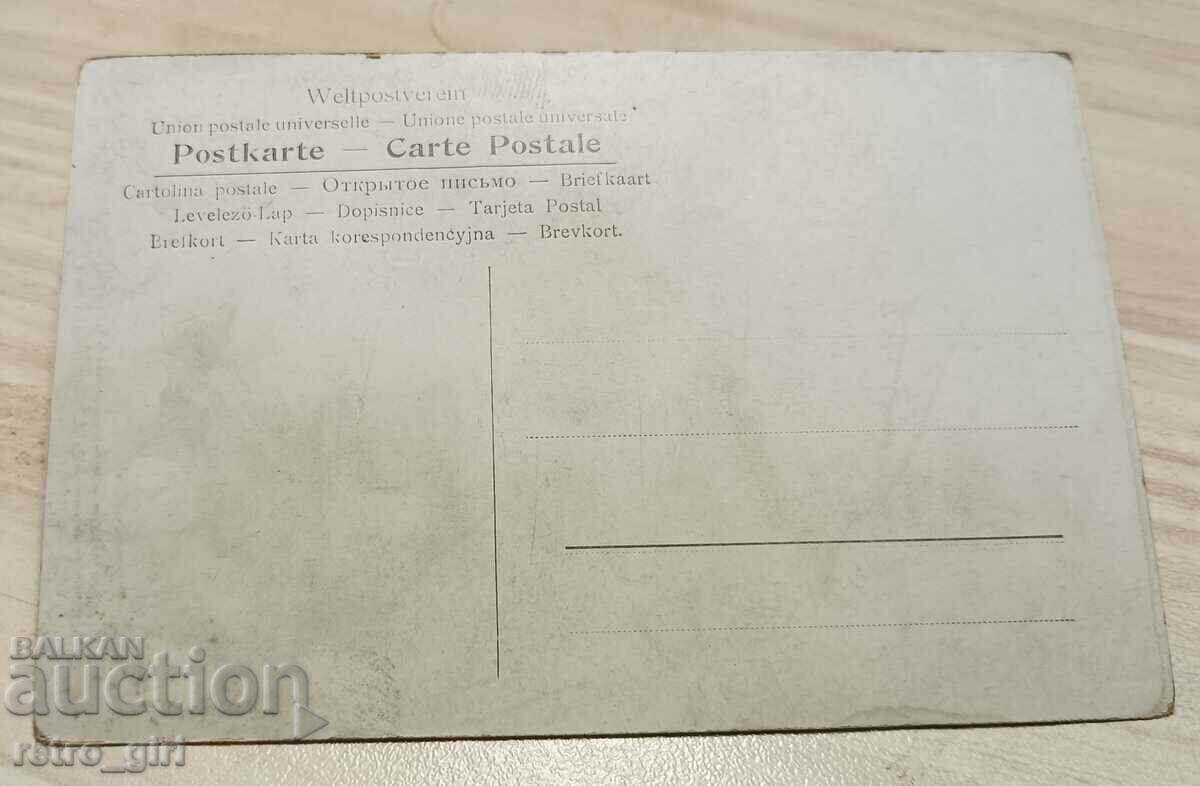 Weltpostverein
Union postale universelle — Unione postale universale
Postkarte — Carte Postale
Cartolina postale — Открытое письмо — Briefkaart
Levelező-Lap — Dopisnice — Tarjeta Postal
Brefkort — Karta korespondencyjna — Brevkort.
BALKAN
auction
retro_girl